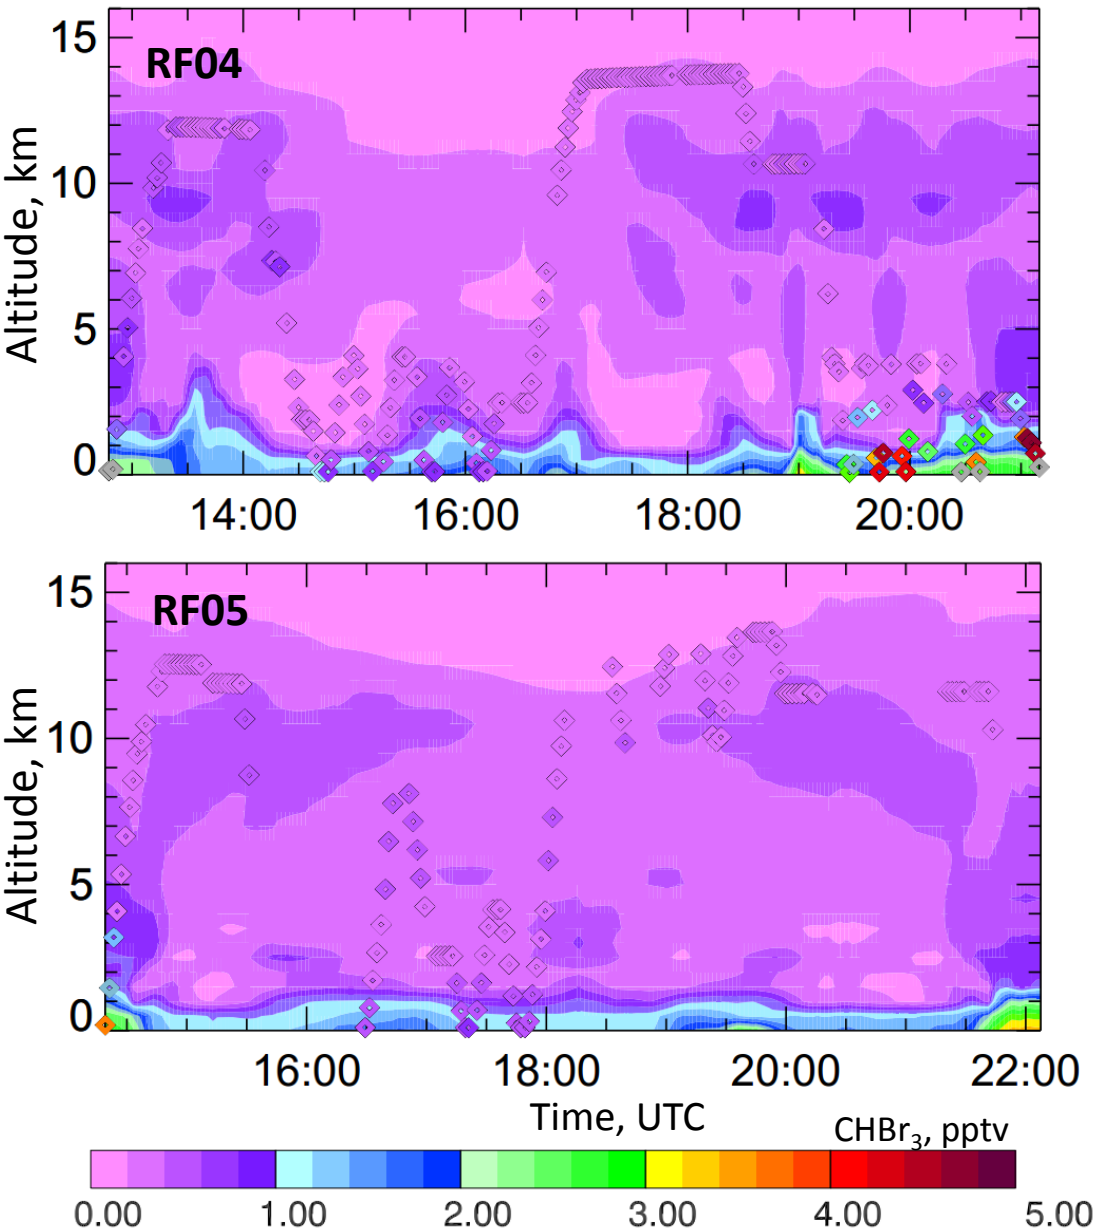 RF04
15
10
5
0
Altitude, km
14:00 16:00 18:00 20:00
RF05
15
10
5
0
Altitude, km
16:00 18:00 20:00 22:00
Time, UTC
CHBr₃, pptv
0.00 1.00 2.00 3.00 4.00 5.00